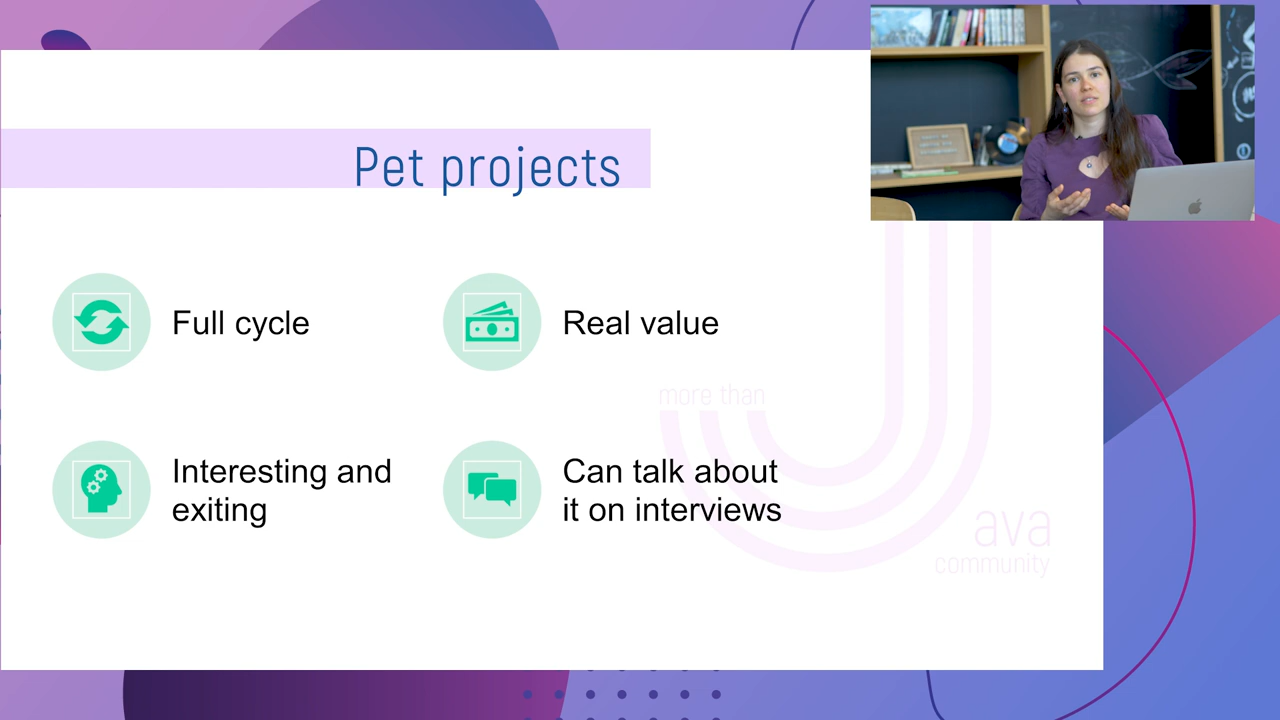 Pet projects
Full cycle
Real value
more than
Interesting and
exiting
Can talk about
it on interviews
ava
community